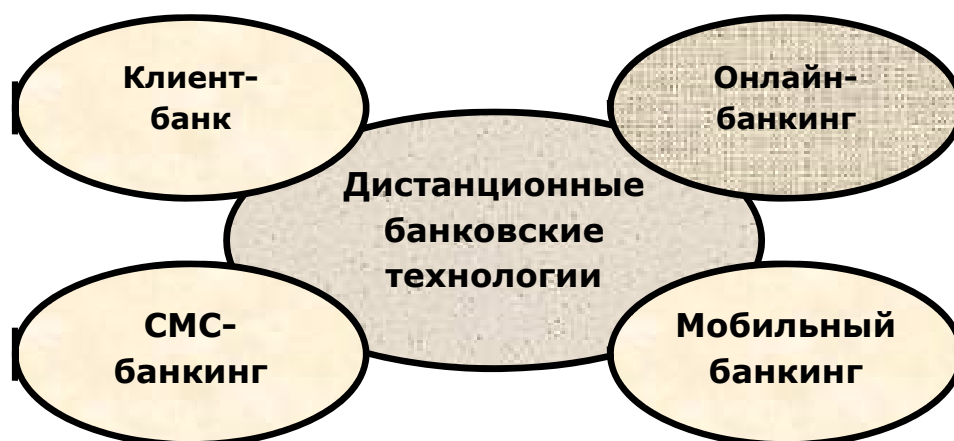 Клиент-
банк
Онлайн-
банкинг
Дистанционные
банковские
технологии
СМС-
банкинг
Мобильный
банкинг